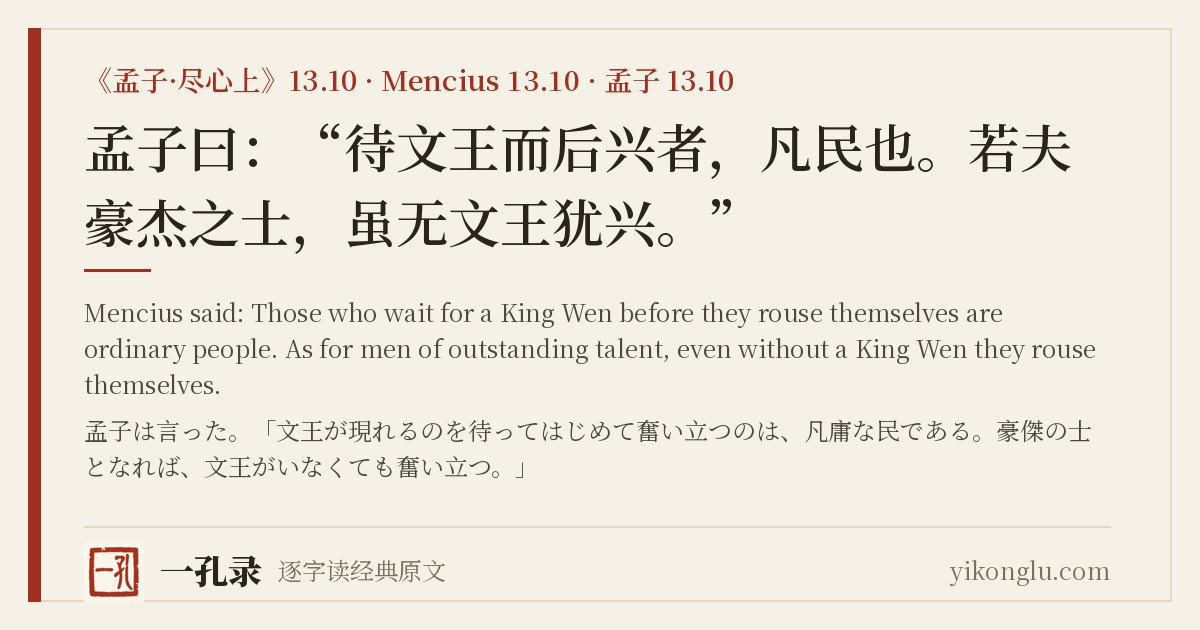 《孟子·尽心上》13.10 · Mencius 13.10 · 孟子 13.10
孟子曰：“待文王而后兴者，凡民也。若夫
豪杰之士，虽无文王犹兴。”
Mencius said: Those who wait for a King Wen before they rouse themselves are
ordinary people. As for men of outstanding talent, even without a King Wen they rouse
themselves.
孟子は言った。「文王が現れるのを待ってはじめて奮い立つのは、凡庸な民である。豪傑の士
となれば、文王がいなくても奮い立つ。」
一孔
一孔录 逐字读经典原文 yikonglu.com